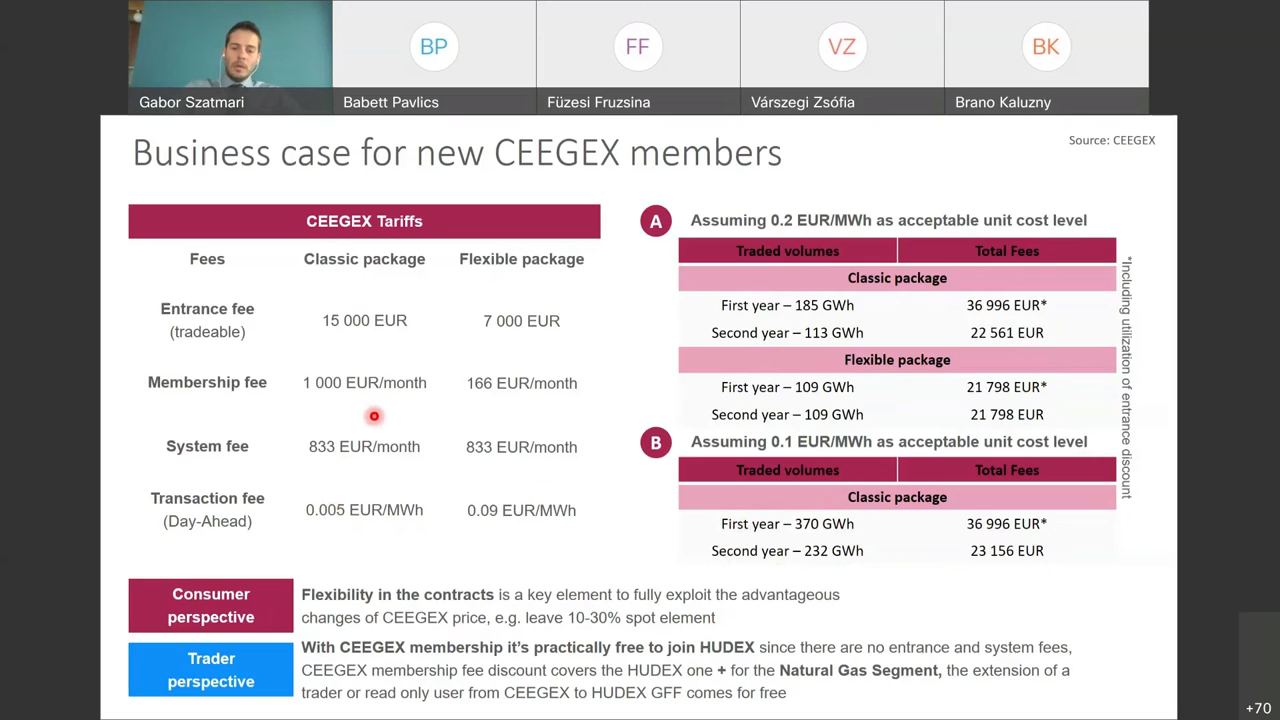 BP
FF
VZ
BK
Gabor Szatmari
Babett Pavlics
Füzesi Fruzsina
Várszegi Zsófia
Brano Kaluzny
Business case for new CEEGEX members
Source: CEEGEX
CEEGEX Tariffs
Fees Classic package Flexible package
Entrance fee
(tradeable)
15 000 EUR 7 000 EUR
Membership fee 1 000 EUR/month 166 EUR/month
System fee 833 EUR/month 833 EUR/month
Transaction fee
(Day-Ahead)
0.005 EUR/MWh 0.09 EUR/MWh
A Assuming 0.2 EUR/MWh as acceptable unit cost level
Traded volumes Total Fees
Classic package
First year – 185 GWh 36 996 EUR*
Second year – 113 GWh 22 561 EUR
Flexible package
First year – 109 GWh 21 798 EUR*
Second year – 109 GWh 21 798 EUR
B Assuming 0.1 EUR/MWh as acceptable unit cost level
Traded volumes Total Fees
Classic package
First year – 370 GWh 36 996 EUR*
Second year – 232 GWh 23 156 EUR
*Including utilization of entrance discount
Consumer
perspective
Flexibility in the contracts is a key element to fully exploit the advantageous
changes of CEEGEX price, e.g. leave 10-30% spot element
Trader
perspective
With CEEGEX membership it's practically free to join HUDEX since there are no entrance and system fees,
CEEGEX membership fee discount covers the HUDEX one + for the Natural Gas Segment, the extension of a
trader or read only user from CEEGEX to HUDEX GFF comes for free
+70